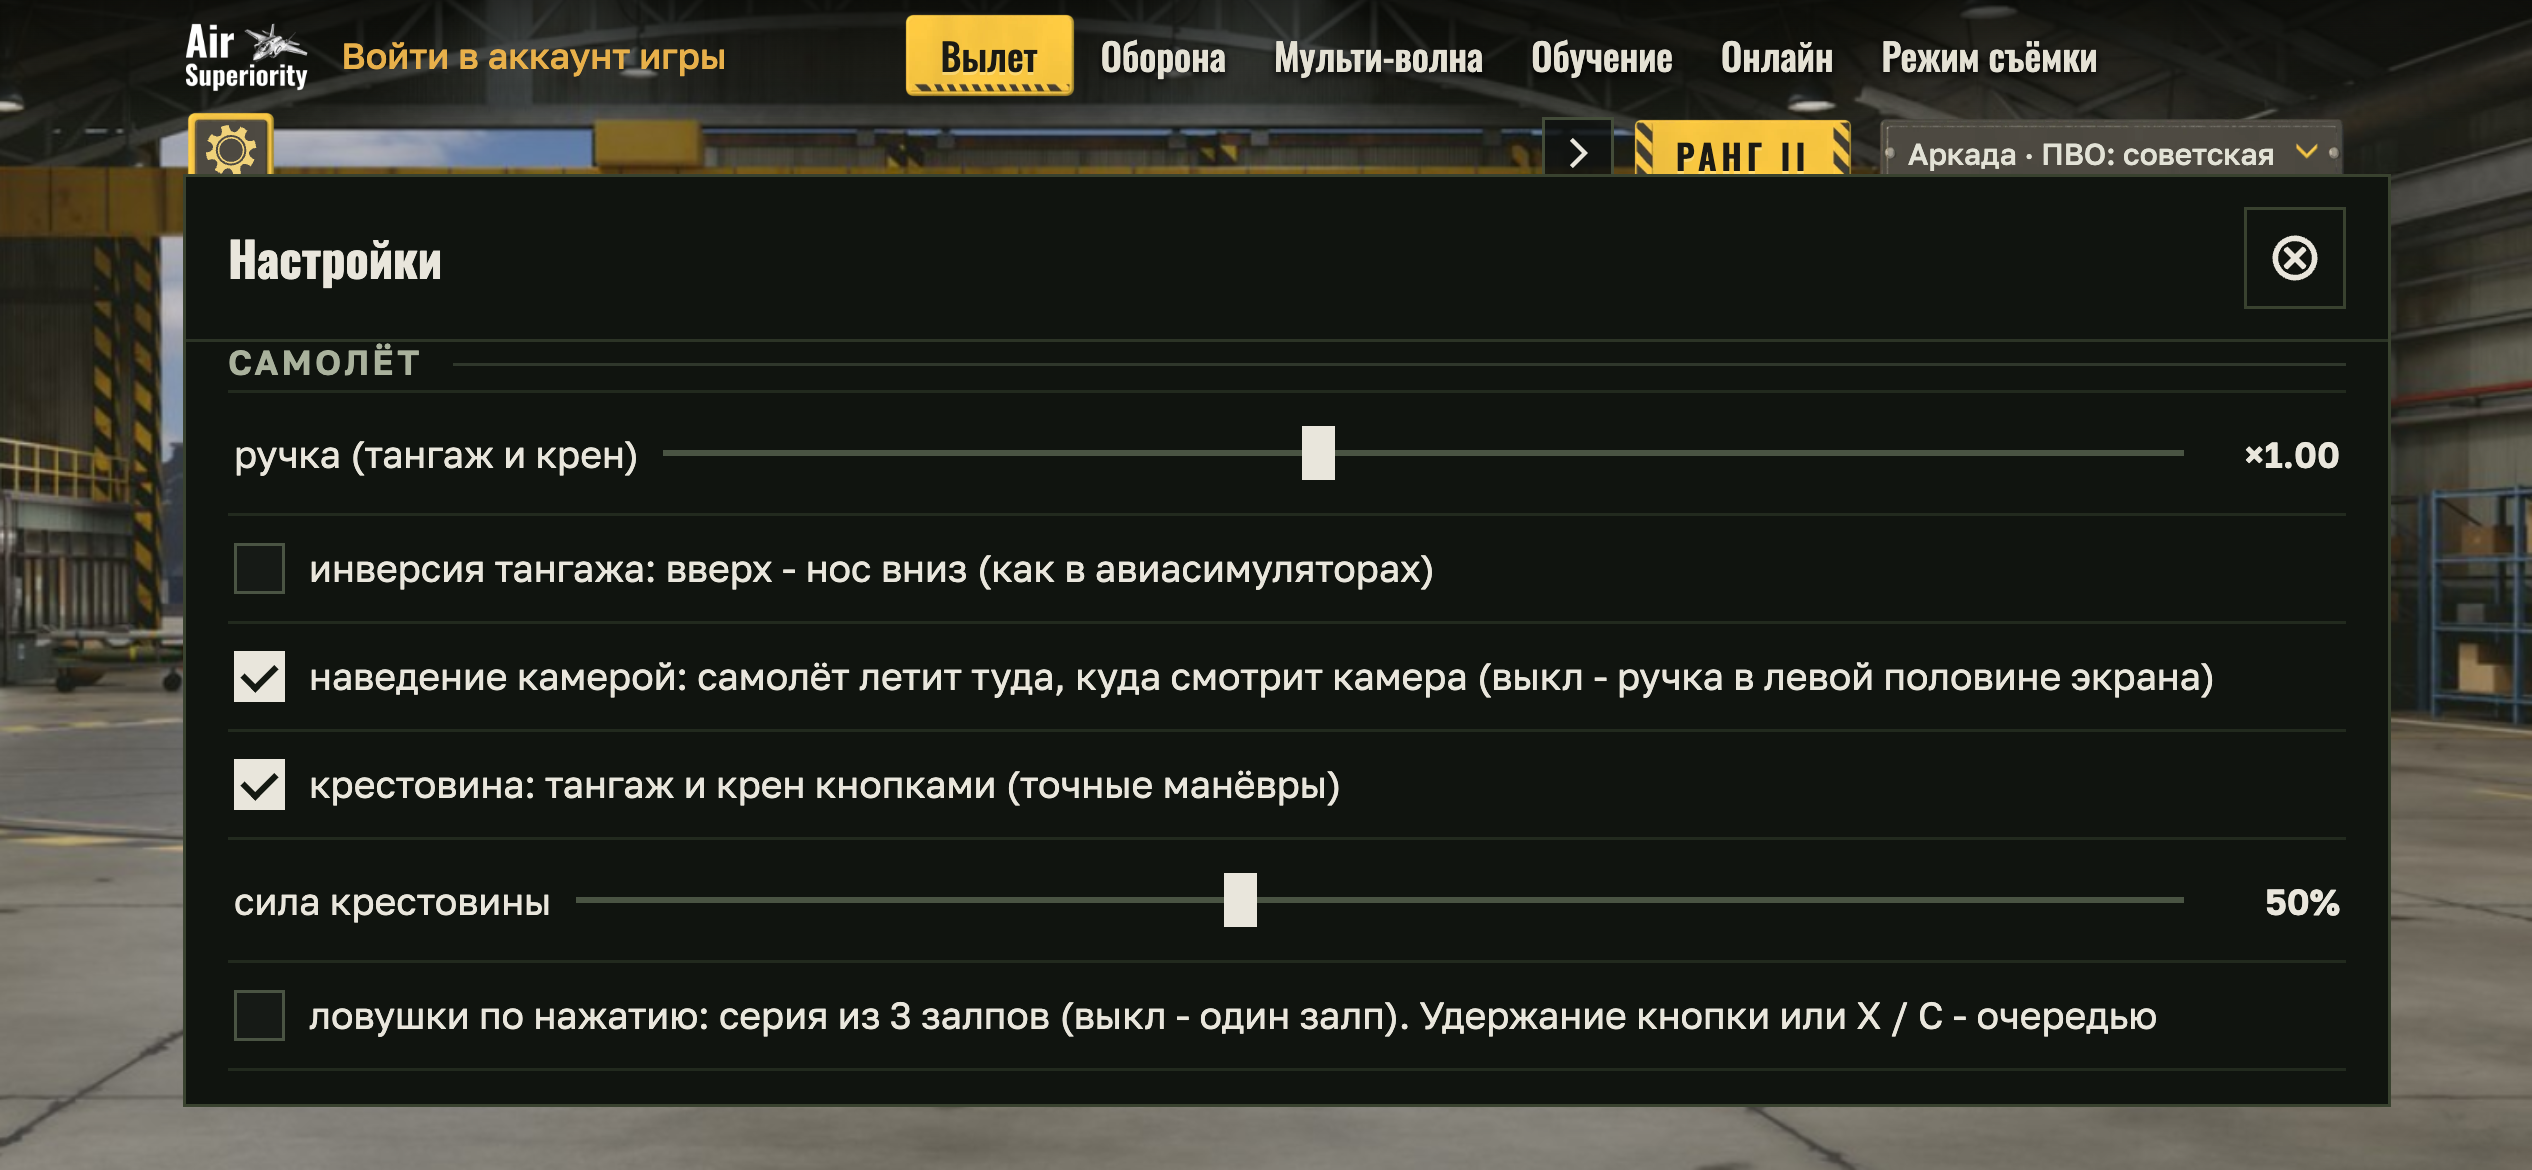 Air
Superiority
Войти в аккаунт игры
Вылет
Оборона
Мульти-волна
Обучение
Онлайн
Режим съёмки
РАНГ II
Аркада · ПВО: советская
Настройки
САМОЛЁТ
ручка (тангаж и крен)
×1.00
инверсия тангажа: вверх - нос вниз (как в авиасимуляторах)
наведение камерой: самолёт летит туда, куда смотрит камера (выкл - ручка в левой половине экрана)
крестовина: тангаж и крен кнопками (точные манёвры)
сила крестовины
50%
ловушки по нажатию: серия из 3 залпов (выкл - один залп). Удержание кнопки или X / C - очередью